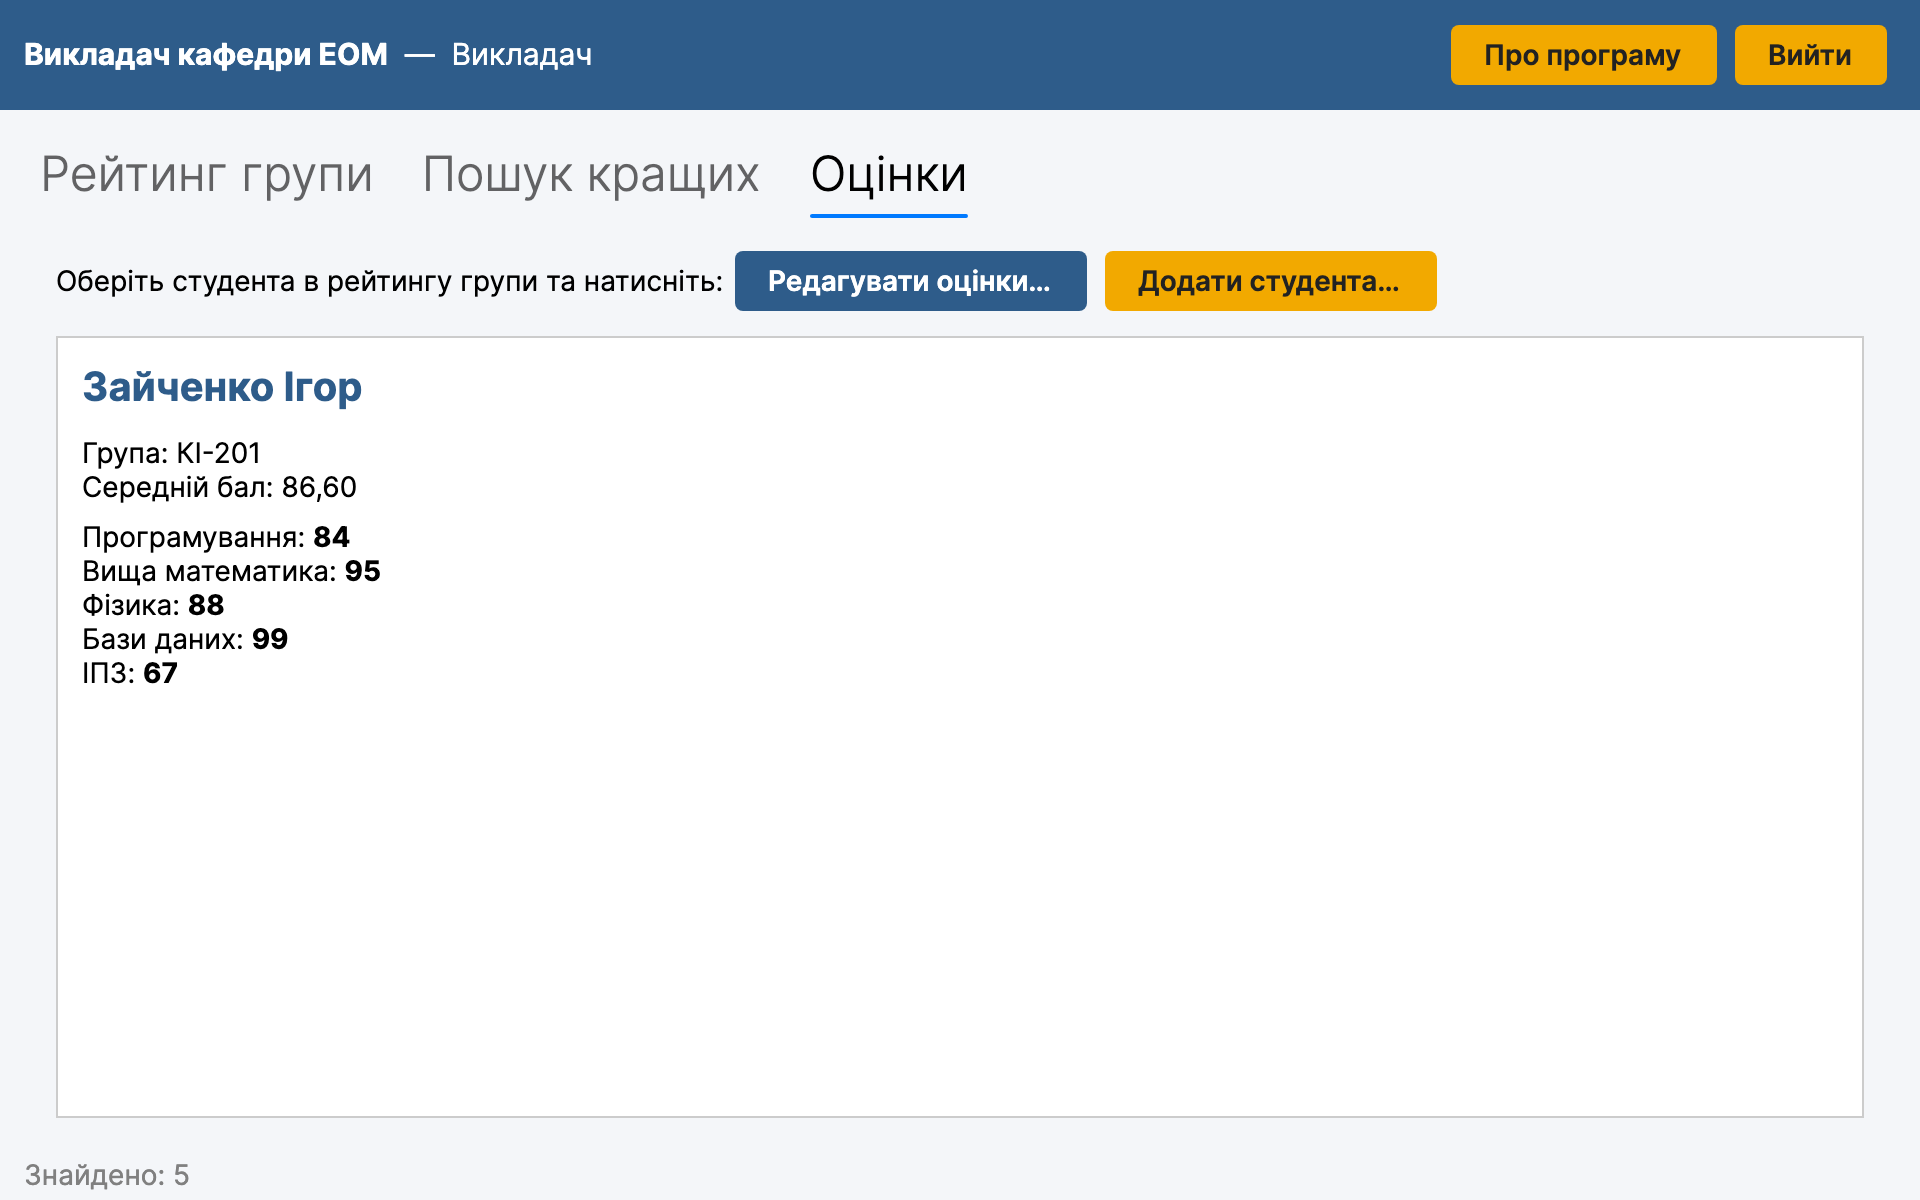 Викладач кафедри ЕОМ — Викладач
Про програму
Вийти
Рейтинг групи
Пошук кращих
Оцінки
Оберіть студента в рейтингу групи та натисніть:
Редагувати оцінки...
Додати студента...
Зайченко Ігор
Група: КІ-201
Середній бал: 86,60
Програмування: 84
Вища математика: 95
Фізика: 88
Бази даних: 99
ІПЗ: 67
Знайдено: 5